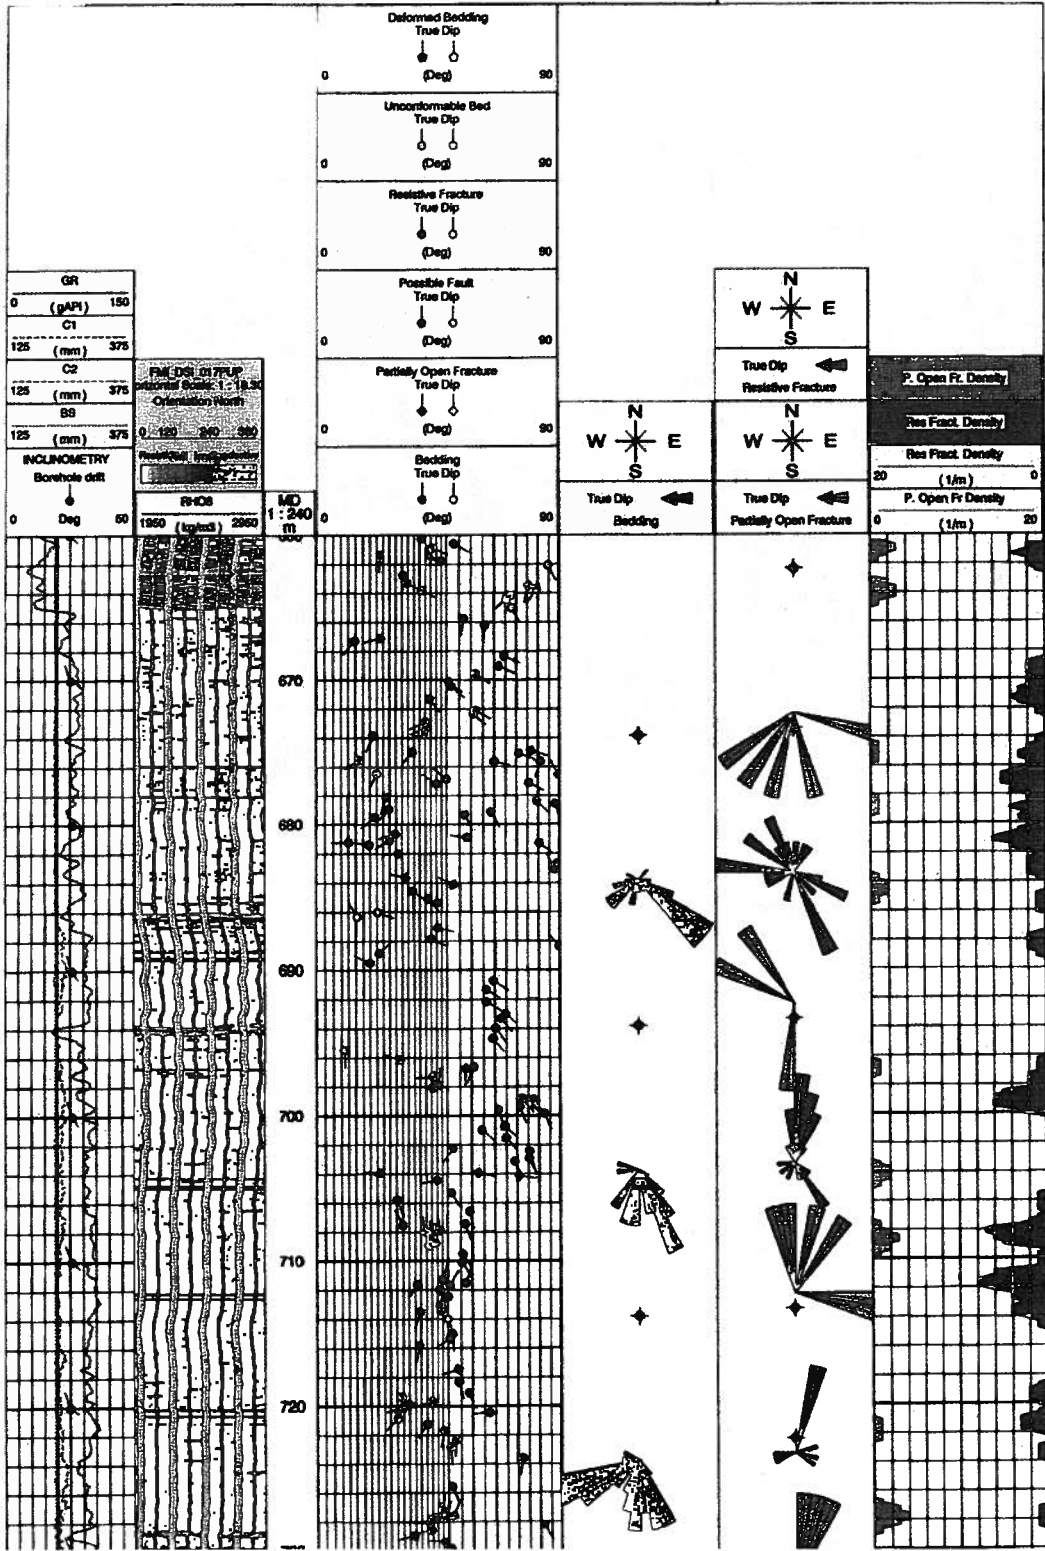 Deformed Bedding
True Dip
(Deg)
0 90
Unconformable Bed
True Dip
(Deg)
0 90
Resistive Fracture
True Dip
(Deg)
0 90
Possible Fault
True Dip
(Deg)
0 90
Partially Open Fracture
True Dip
(Deg)
0 90
Bedding
True Dip
(Deg)
0 90
GR
0 (gAPI) 150
C1
125 (mm) 375
C2
125 (mm) 375
BS
125 (mm) 375
INCLINOMETRY
Borehole drift
0 Deg 50
FMI_DSI_017PUP
Horizontal Scale: 1 : 18.30
Orientation North
0 120 240 360
RHO8
1950 (kg/m3) 2950
MD
1 : 240
m
N
W E
S
True Dip
Bedding
N
W E
S
True Dip
Resistive Fracture
N
W E
S
True Dip
Partially Open Fracture
P. Open Fr. Density
Res Fract. Density
Res Fract. Density
20 (1/m) 0
P. Open Fr Density
0 (1/m) 20
670
680
690
700
710
720